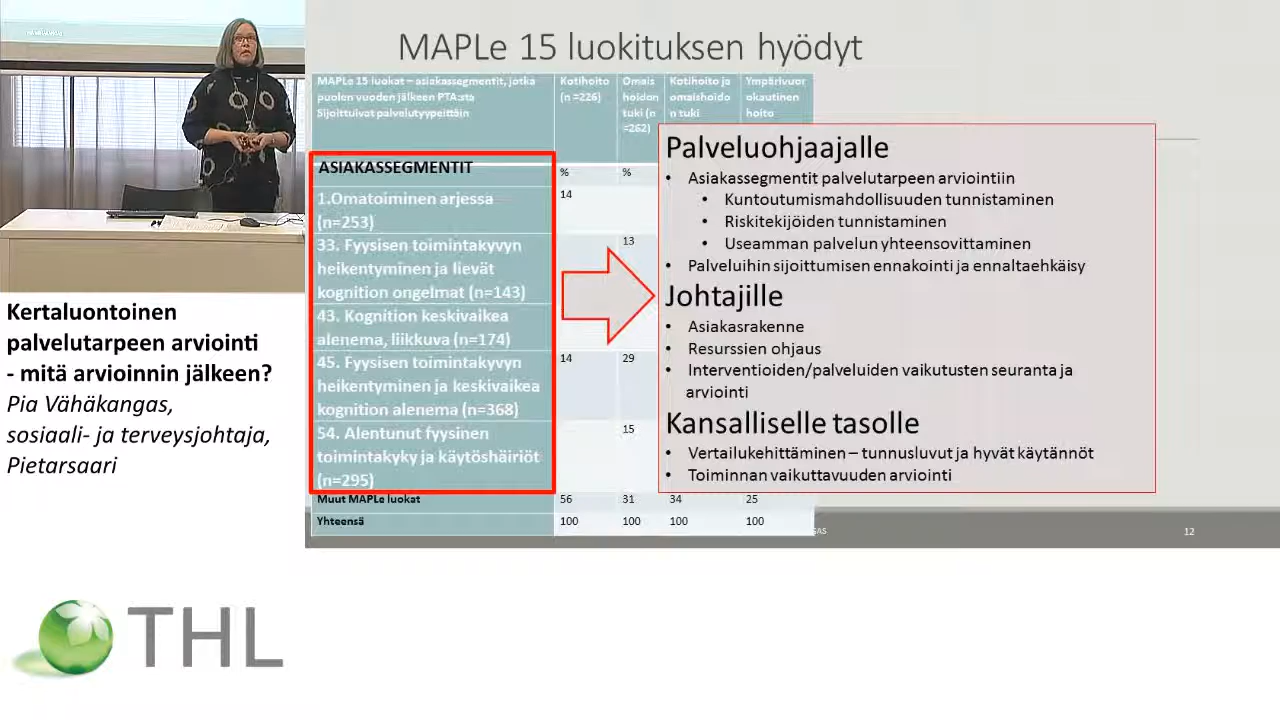 MAPLe 15 luokituksen hyödyt
MAPLe 15 luokat – asiakassegmentit, jotka
puolen vuoden jälkeen PTA:sta
Sijoittuivat palvelutyypeittäin
Kotihoito
(n =226)
Omais
hoidon
tuki (n
=262)
Kotihoito ja
omaishoido
n tuki
Ympärivuor
okautinen
hoito
ASIAKASSEGMENTIT
%
%
1.Omatoiminen arjessa
(n=253)
14
33. Fyysisen toimintakyvyn
heikentyminen ja lievät
kognition ongelmat (n=143)
13
43. Kognition keskivaikea
alenema, liikkuva (n=174)
45. Fyysisen toimintakyvyn
heikentyminen ja keskivaikea
kognition alenema (n=368)
14
29
54. Alentunut fyysinen
toimintakyky ja käytöshäiriöt
(n=295)
15
Muut MAPLe luokat
56
31
34
25
Yhteensä
100
100
100
100
Palveluohjaajalle
• Asiakassegmentit palvelutarpeen arviointiin
• Kuntoutumismahdollisuuden tunnistaminen
• Riskitekijöiden tunnistaminen
• Useamman palvelun yhteensovittaminen
• Palveluihin sijoittumisen ennakointi ja ennaltaehkäisy
Johtajille
• Asiakasrakenne
• Resurssien ohjaus
• Interventioiden/palveluiden vaikutusten seuranta ja
arviointi
Kansalliselle tasolle
• Vertailukehittäminen – tunnusluvut ja hyvät käytännöt
• Toiminnan vaikuttavuuden arviointi
GAS
12
Kertaluontoinen
palvelutarpeen arviointi
- mitä arvioinnin jälkeen?
Pia Vähäkangas,
sosiaali- ja terveysjohtaja,
Pietarsaari
THL